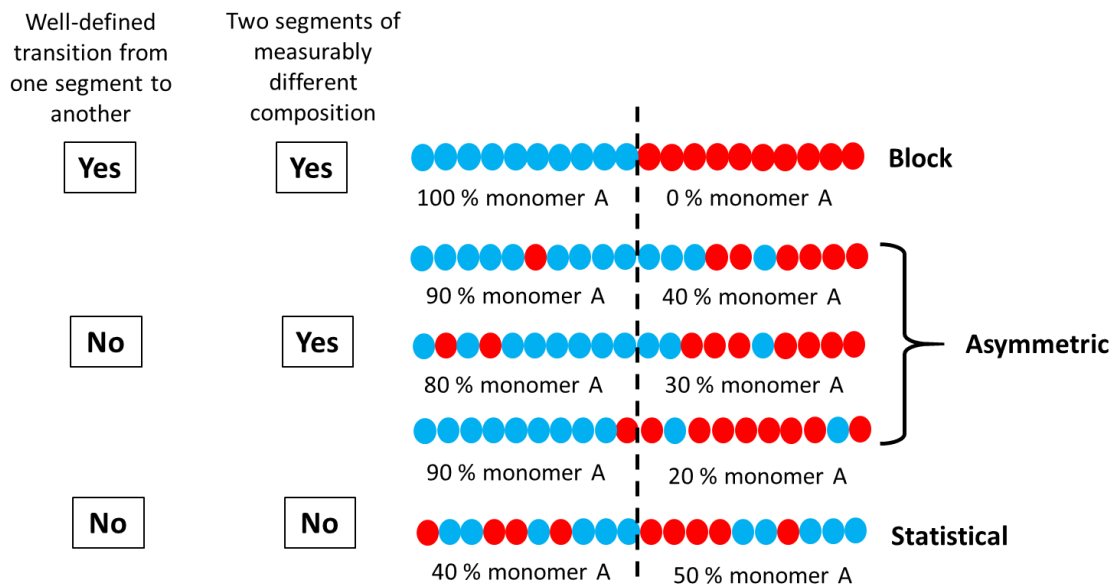 Well-defined
transition from
one segment to
another
Two segments of
measurably
different
composition
Yes
Yes
Block
100 % monomer A
0 % monomer A
90 % monomer A
40 % monomer A
No
Yes
Asymmetric
80 % monomer A
30 % monomer A
90 % monomer A
20 % monomer A
No
No
Statistical
40 % monomer A
50 % monomer A